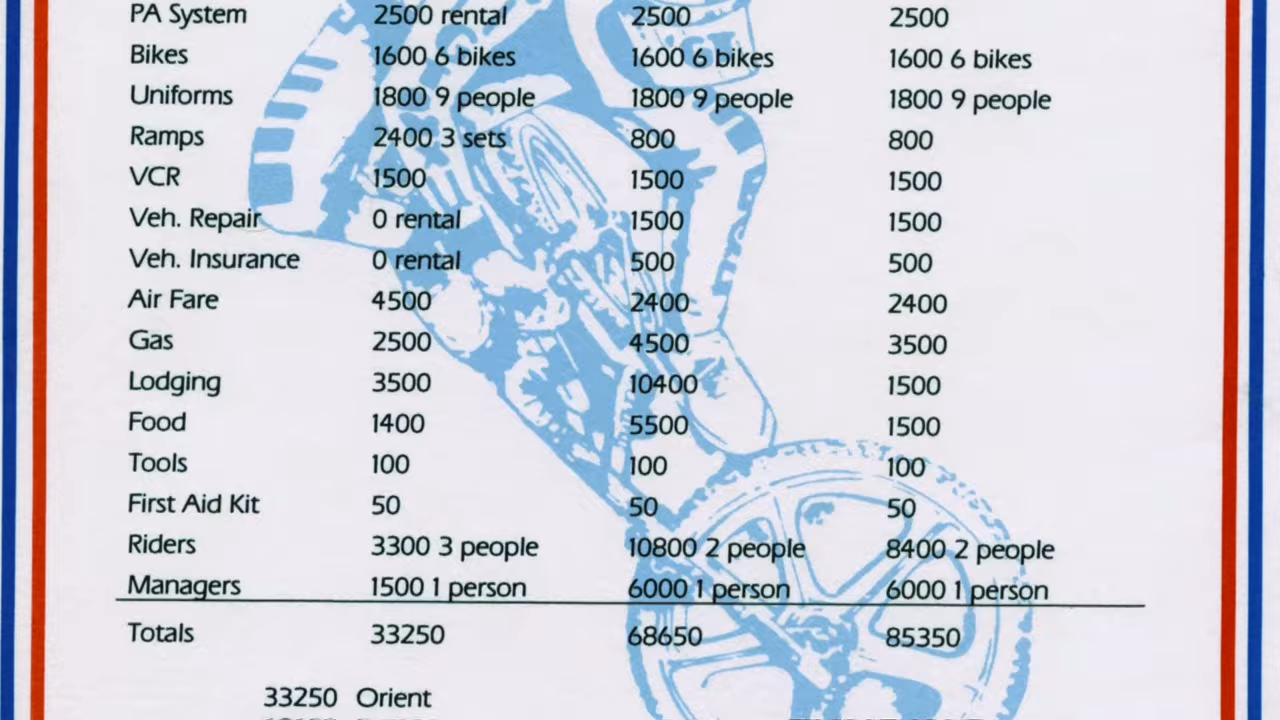 PA System 2500 rental 2500 2500
Bikes 1600 6 bikes 1600 6 bikes 1600 6 bikes
Uniforms 1800 9 people 1800 9 people 1800 9 people
Ramps 2400 3 sets 800 800
VCR 1500 1500 1500
Veh. Repair 0 rental 1500 1500
Veh. Insurance 0 rental 500 500
Air Fare 4500 2400 2400
Gas 2500 4500 3500
Lodging 3500 10400 1500
Food 1400 5500 1500
Tools 100 100 100
First Aid Kit 50 50 50
Riders 3300 3 people 10800 2 people 8400 2 people
Managers 1500 1 person 6000 1 person 6000 1 person
Totals 33250 68650 85350
33250 Orient